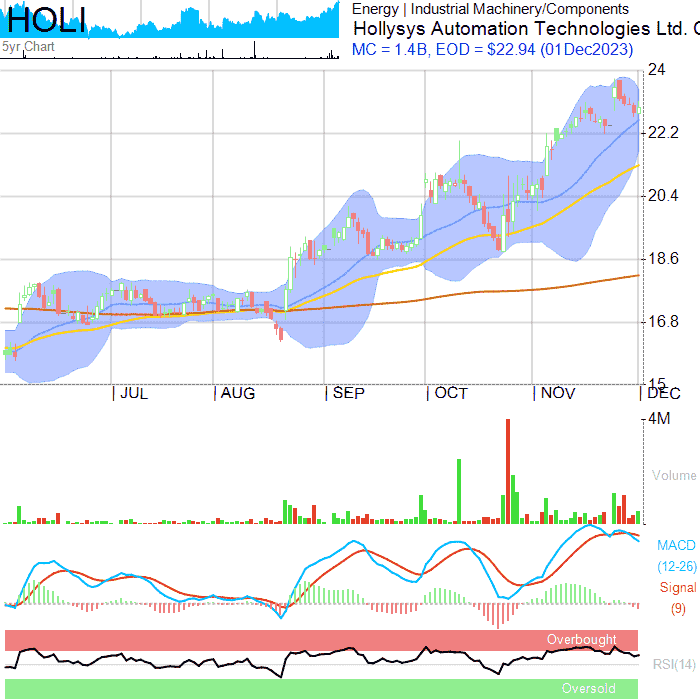 HOLI
Energy | Industrial Machinery/Components
Hollysys Automation Technologies Ltd. C
MC = 1.4B, EOD = $22.94 (01Dec2023)
5yr Chart
24
22.2
20.4
18.6
16.8
15
JUL AUG SEP OCT NOV DEC
4M
Volume
MACD
(12-26)
Signal
(9)
Overbought
RSI(14)
Oversold